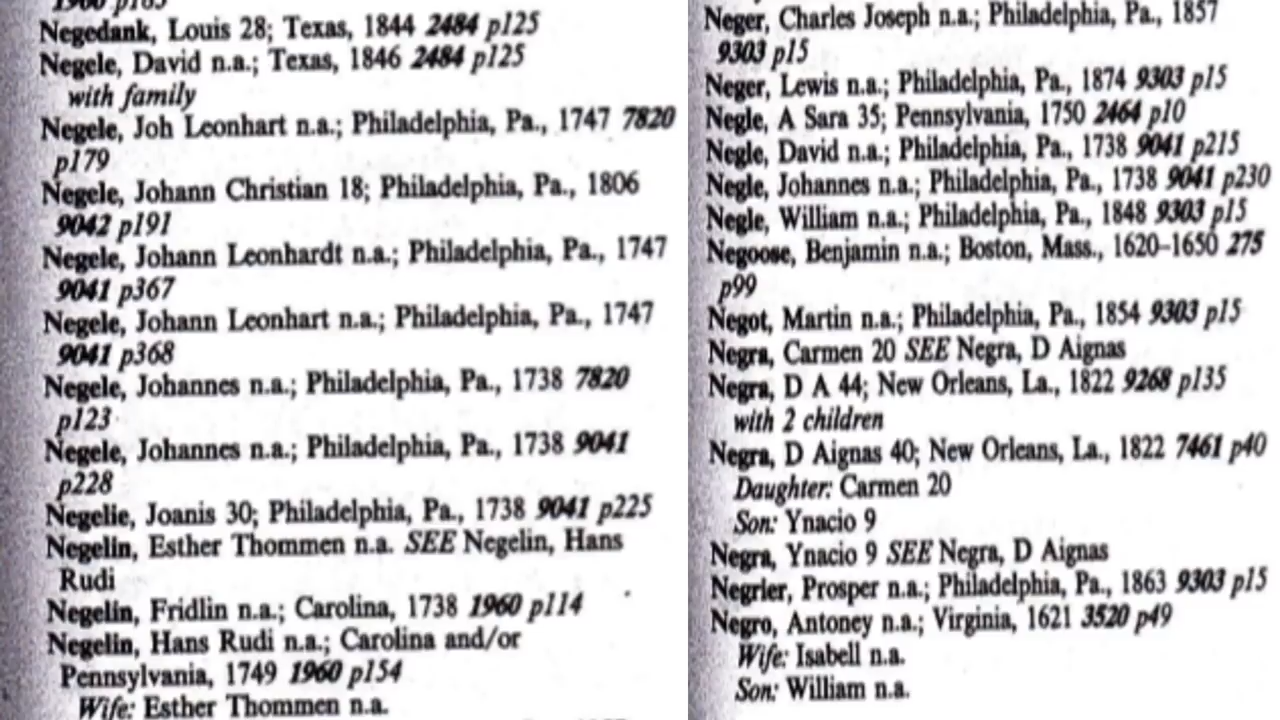 Negedank, Louis 28; Texas, 1844 2484 p125
Negele, David n.a.; Texas, 1846 2484 p125
with family
Negele, Joh Leonhart n.a.; Philadelphia, Pa., 1747 7820
p179
Negele, Johann Christian 18; Philadelphia, Pa., 1806
9042 p191
Negele, Johann Leonhardt n.a.; Philadelphia, Pa., 1747
9041 p367
Negele, Johann Leonhart n.a.; Philadelphia, Pa., 1747
9041 p368
Negele, Johannes n.a.; Philadelphia, Pa., 1738 7820
p123
Negele, Johannes n.a.; Philadelphia, Pa., 1738 9041
p228
Negelie, Joanis 30; Philadelphia, Pa., 1738 9041 p225
Negelin, Esther Thommen n.a. SEE Negelin, Hans
Rudi
Negelin, Fridlin n.a.; Carolina, 1738 1960 p114
Negelin, Hans Rudi n.a.; Carolina and/or
Pennsylvania, 1749 1960 p154
Wife: Esther Thommen n.a.
Neger, Charles Joseph n.a.; Philadelphia, Pa., 1857
9303 p15
Neger, Lewis n.a.; Philadelphia, Pa., 1874 9303 p15
Negle, A Sara 35; Pennsylvania, 1750 2464 p10
Negle, David n.a.; Philadelphia, Pa., 1738 9041 p215
Negle, Johannes n.a.; Philadelphia, Pa., 1738 9041 p230
Negle, William n.a.; Philadelphia, Pa., 1848 9303 p15
Negoose, Benjamin n.a.; Boston, Mass., 1620–1650 275
p99
Negot, Martin n.a.; Philadelphia, Pa., 1854 9303 p15
Negra, Carmen 20 SEE Negra, D Aignas
Negra, D A 44; New Orleans, La., 1822 9268 p135
with 2 children
Negra, D Aignas 40; New Orleans, La., 1822 7461 p40
Daughter: Carmen 20
Son: Ynacio 9
Negra, Ynacio 9 SEE Negra, D Aignas
Negrier, Prosper n.a.; Philadelphia, Pa., 1863 9303 p15
Negro, Antoney n.a.; Virginia, 1621 3520 p49
Wife: Isabell n.a.
Son: William n.a.